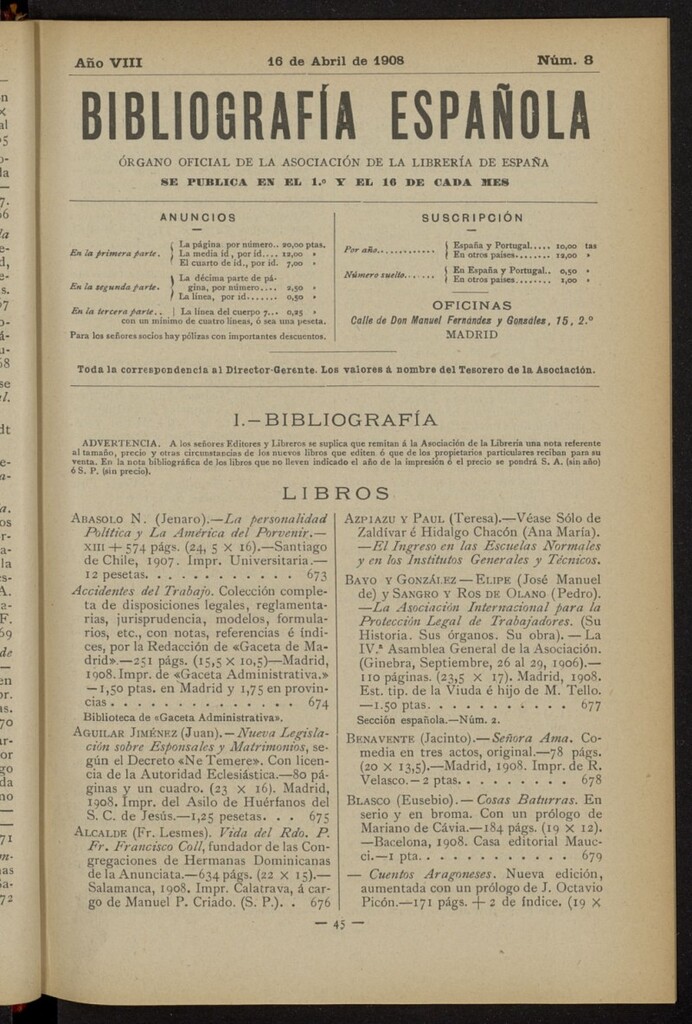 Año VIII 16 de Abril de 1908 Núm. 8
BIBLIOGRAFÍA ESPAÑOLA
ÓRGANO OFICIAL DE LA ASOCIACIÓN DE LA LIBRERÍA DE ESPAÑA
SE PUBLICA EN EL 1.º Y EL 16 DE CADA MES
ANUNCIOS
En la primera parte.
La página por número.. 20,00 ptas.
La media id, por id.... 12,00 »
El cuarto de id., por id. 7,00 »
En la segunda parte.
La décima parte de pá-
gina, por número.... 2,50 »
La línea, por id....... 0,50 »
En la tercera parte.. La línea del cuerpo 7... 0,25 »
con un mínimo de cuatro líneas, ó sea una peseta.
Para los señores socios hay pólizas con importantes descuentos.
SUSCRIPCIÓN
Por año............
España y Portugal..... 10,00 tas
En otros países....... 12,00 »
Número suelto.......
En España y Portugal.. 0,50 »
En otros países....... 1,00 »
OFICINAS
Calle de Don Manuel Fernández y González, 15, 2.º
MADRID
Toda la correspondencia al Director-Gerente. Los valores á nombre del Tesorero de la Asociación.
I.—BIBLIOGRAFÍA
ADVERTENCIA. A los señores Editores y Libreros se suplica que remitan á la Asociación de la Librería una nota referente
al tamaño, precio y otras circunstancias de los nuevos libros que editen ó que de los propietarios particulares reciban para su
venta. En la nota bibliográfica de los libros que no lleven indicado el año de la impresión ó el precio se pondrá S. A. (sin año)
ó S. P. (sin precio).
LIBROS
ABASOLO N. (Jenaro).—La personalidad
Política y La América del Porvenir.—
XIII + 574 págs. (24, 5 × 16).—Santiago
de Chile, 1907. Impr. Universitaria.—
12 pesetas. . . . . . . . . . . . 673
Accidentes del Trabajo. Colección comple-
ta de disposiciones legales, reglamenta-
rias, jurisprudencia, modelos, formula-
rios, etc., con notas, referencias é índi-
ces, por la Redacción de «Gaceta de Ma-
drid».—251 págs. (15,5 × 10,5)—Madrid,
1908. Impr. de «Gaceta Administrativa.»
—1,50 ptas. en Madrid y 1,75 en provin-
cias . . . . . . . . . . . . . . . 674
Biblioteca de «Gaceta Administrativa».
AGUILAR JIMÉNEZ (Juan).—Nueva Legisla-
ción sobre Esponsales y Matrimonios, se-
gún el Decreto «Ne Temere». Con licen-
cia de la Autoridad Eclesiástica.—80 pá-
ginas y un cuadro. (23 × 16). Madrid,
1908. Impr. del Asilo de Huérfanos del
S. C. de Jesús.—1,25 pesetas. . . 675
ALCALDE (Fr. Lesmes). Vida del Rdo. P.
Fr. Francisco Coll, fundador de las Con-
gregaciones de Hermanas Dominicanas
de la Anunciata.—634 págs. (22 × 15).—
Salamanca, 1908. Impr. Calatrava, á car-
go de Manuel P. Criado. (S. P.). . 676
AZPIAZU Y PAUL (Teresa).—Véase Sólo de
Zaldívar é Hidalgo Chacón (Ana María).
—El Ingreso en las Escuelas Normales
y en los Institutos Generales y Técnicos.
BAYO Y GONZÁLEZ—ELIPE (José Manuel
de) y SANGRO Y ROS DE OLANO (Pedro).
—La Asociación Internacional para la
Protección Legal de Trabajadores. (Su
Historia. Sus órganos. Su obra). — La
IV.ª Asamblea General de la Asociación.
(Ginebra, Septiembre, 26 al 29, 1906).—
110 páginas. (23,5 × 17). Madrid, 1908.
Est. tip. de la Viuda é hijo de M. Tello.
—1.50 ptas. . . . . . . . . . . 677
Sección española.—Núm. 2.
BENAVENTE (Jacinto).—Señora Ama. Co-
media en tres actos, original.—78 págs.
(20 × 13,5).—Madrid, 1908. Impr. de R.
Velasco.—2 ptas. . . . . . . . . 678
BLASCO (Eusebio).— Cosas Baturras. En
serio y en broma. Con un prólogo de
Mariano de Cávia.—184 págs. (19 × 12).
—Bacelona, 1908. Casa editorial Mauc-
ci.—1 pta. . . . . . . . . . . . 679
— Cuentos Aragoneses. Nueva edición,
aumentada con un prólogo de J. Octavio
Picón.—171 págs. + 2 de índice. (19 ×
— 45 —